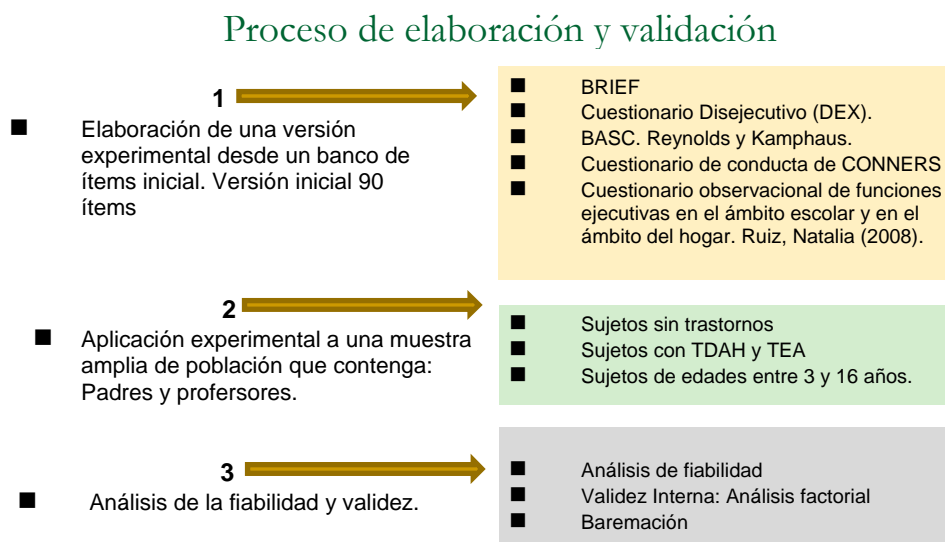 Proceso de elaboración y validación
1
■ Elaboración de una versión
experimental desde un banco de
ítems inicial. Versión inicial 90
ítems
■ BRIEF
■ Cuestionario Disejecutivo (DEX).
■ BASC. Reynolds y Kamphaus.
■ Cuestionario de conducta de CONNERS
■ Cuestionario observacional de funciones
ejecutivas en el ámbito escolar y en el
ámbito del hogar. Ruiz, Natalia (2008).
2
■ Aplicación experimental a una muestra
amplia de población que contenga:
Padres y profersores.
■ Sujetos sin trastornos
■ Sujetos con TDAH y TEA
■ Sujetos de edades entre 3 y 16 años.
3
■ Análisis de la fiabilidad y validez.
■ Análisis de fiabilidad
■ Validez Interna: Análisis factorial
■ Baremación